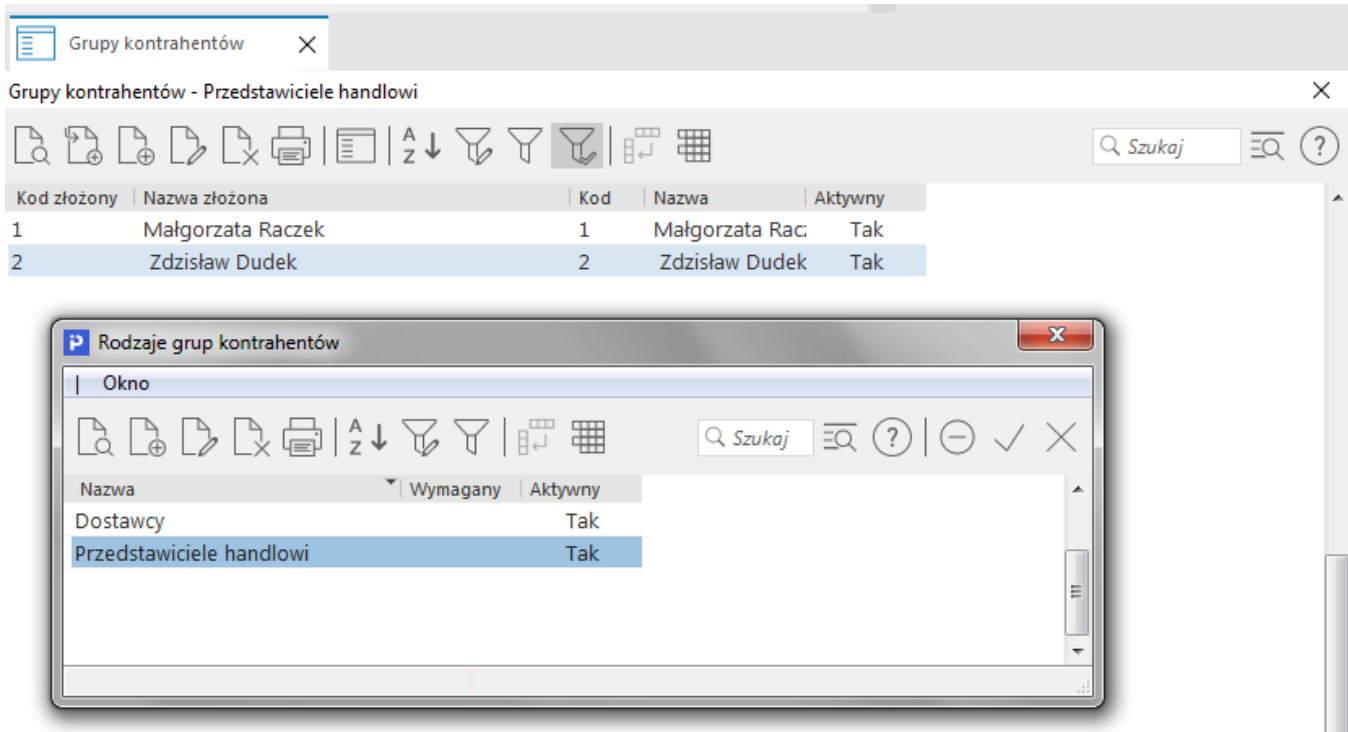 Grupy kontrahentów
Grupy kontrahentów - Przedstawiciele handlowi
A Z Szukaj ?
Kod złożony Nazwa złożona Kod Nazwa Aktywny
1 Małgorzata Raczek 1 Małgorzata Rac Tak
2 Zdzisław Dudek 2 Zdzisław Dudek Tak
Rodzaje grup kontrahentów
Okno
A Z Szukaj ?
Nazwa Wymagany Aktywny
Dostawcy Tak
Przedstawiciele handlowi Tak